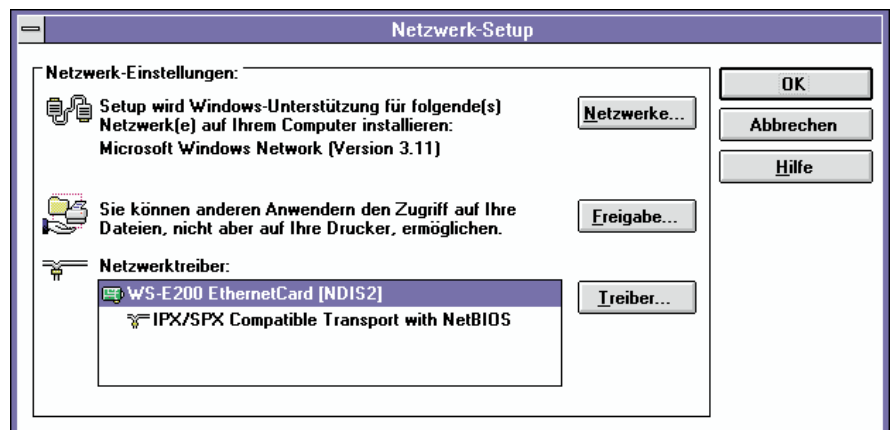 Netzwerk-Setup
Netzwerk-Einstellungen:
Setup wird Windows-Unterstützung für folgende(s)
Netzwerk(e) auf Ihrem Computer installieren:
Microsoft Windows Network (Version 3.11)
Netzwerke...
Sie können anderen Anwendern den Zugriff auf Ihre
Dateien, nicht aber auf Ihre Drucker, ermöglichen.
Freigabe...
Netzwerktreiber:
WS-E200 EthernetCard [NDIS2]
IPX/SPX Compatible Transport with NetBIOS
Treiber...
OK
Abbrechen
Hilfe